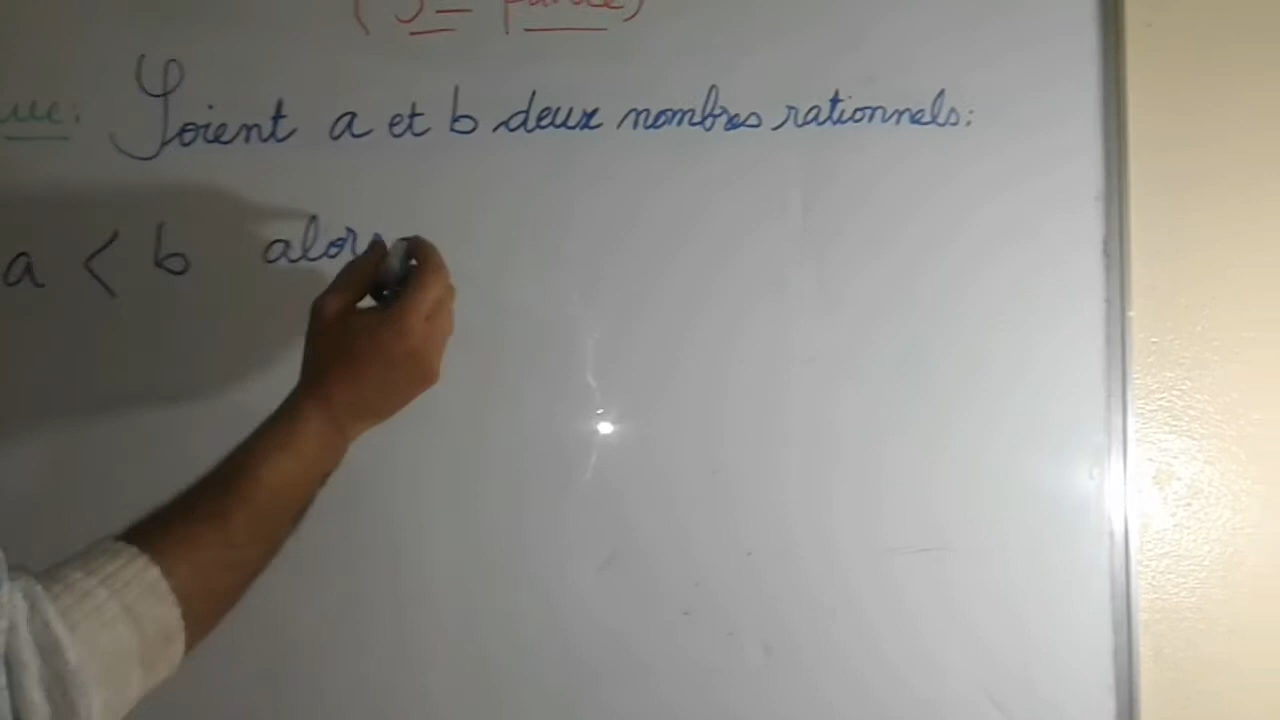 Soient a et b deux nombres rationnels:
a < b alors